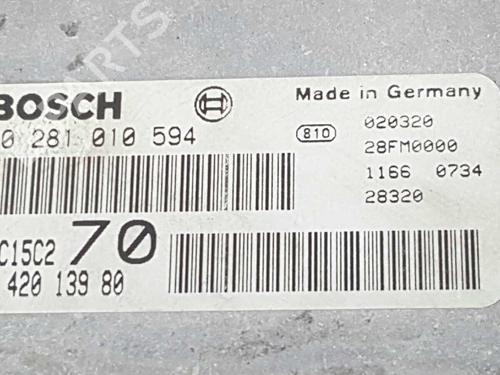 BOSCH
Made in Germany
0 281 010 594
810
020320
28FM0000
1166 0734
28320
C15C2 70
420 139 80
PARTS